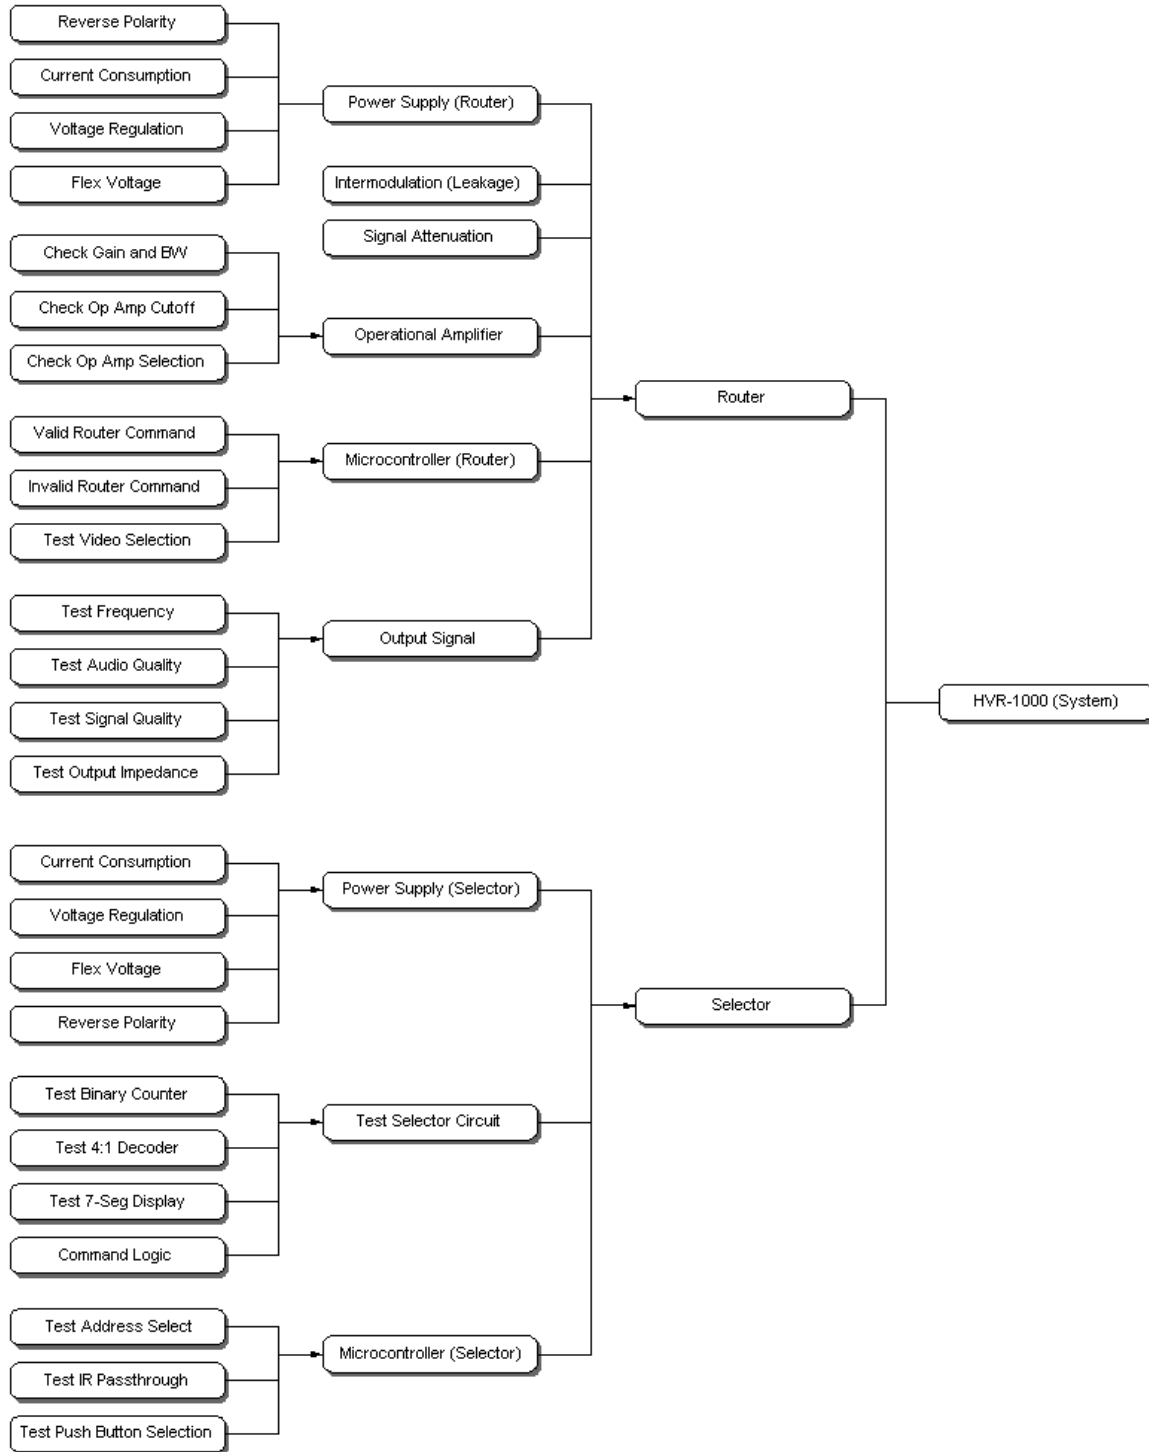 Reverse Polarity
Current Consumption
Voltage Regulation
Flex Voltage
Power Supply (Router)
Intermodulation (Leakage)
Signal Attenuation
Check Gain and BW
Check Op Amp Cutoff
Check Op Amp Selection
Operational Amplifier
Valid Router Command
Invalid Router Command
Test Video Selection
Microcontroller (Router)
Test Frequency
Test Audio Quality
Test Signal Quality
Test Output Impedance
Output Signal
Router
HVR-1000 (System)
Current Consumption
Voltage Regulation
Flex Voltage
Reverse Polarity
Power Supply (Selector)
Test Binary Counter
Test 4:1 Decoder
Test 7-Seg Display
Command Logic
Test Selector Circuit
Test Address Select
Test IR Passthrough
Test Push Button Selection
Microcontroller (Selector)
Selector